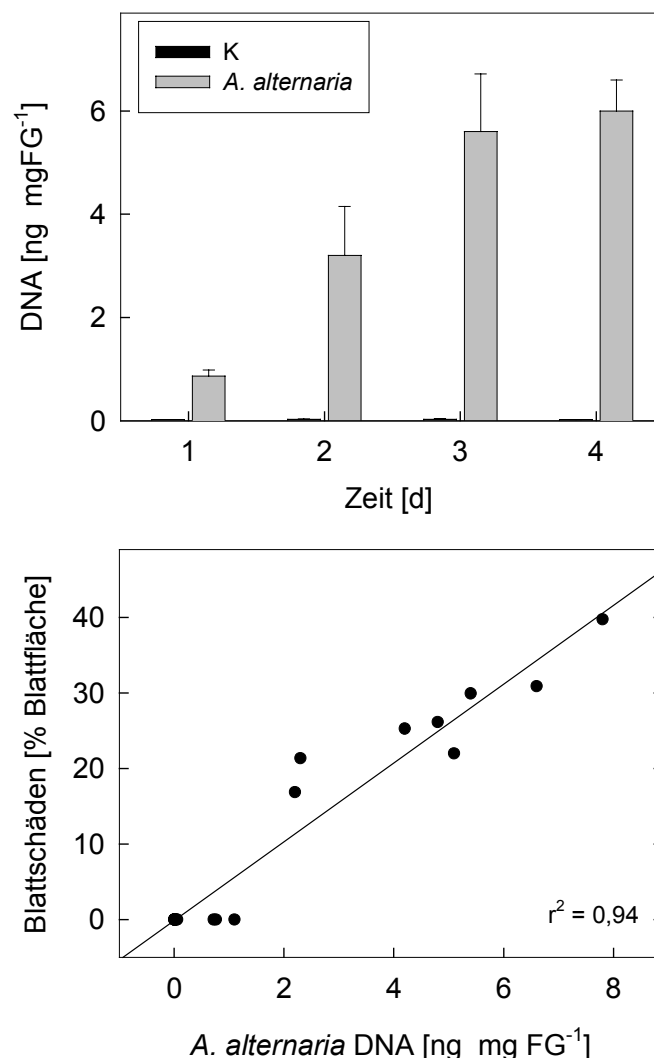 K
A. alternaria
DNA [ng mgFG⁻¹]
6
4
2
0
1 2 3 4
Zeit [d]
Blattschäden [% Blattfläche]
40
30
20
10
0
r² = 0,94
0 2 4 6 8
A. alternaria DNA [ng mg FG⁻¹]